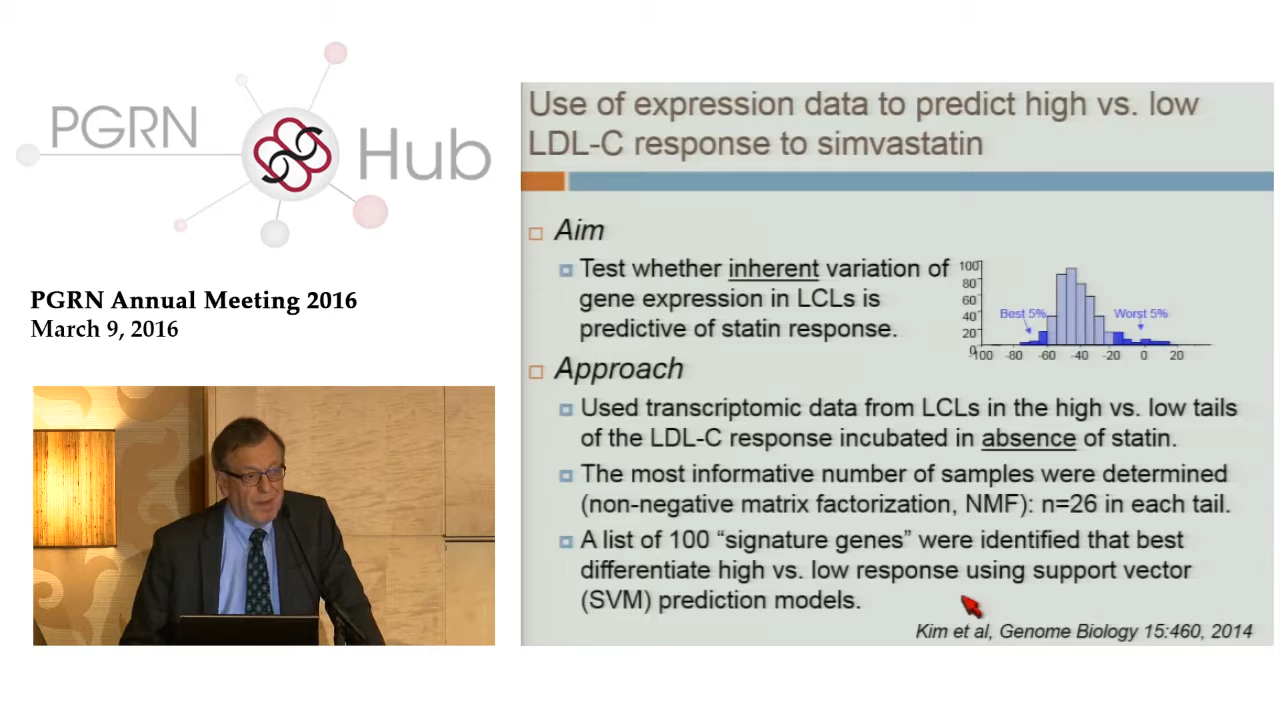 PGRN Hub
PGRN Annual Meeting 2016
March 9, 2016
Use of expression data to predict high vs. low
LDL-C response to simvastatin
Aim
Test whether inherent variation of
gene expression in LCLs is
predictive of statin response.
100
80
60
40
20
0
Best 5%
Worst 5%
-100 -80 -60 -40 -20 0 20
Approach
Used transcriptomic data from LCLs in the high vs. low tails
of the LDL-C response incubated in absence of statin.
The most informative number of samples were determined
(non-negative matrix factorization, NMF): n=26 in each tail.
A list of 100 “signature genes” were identified that best
differentiate high vs. low response using support vector
(SVM) prediction models.
Kim et al, Genome Biology 15:460, 2014